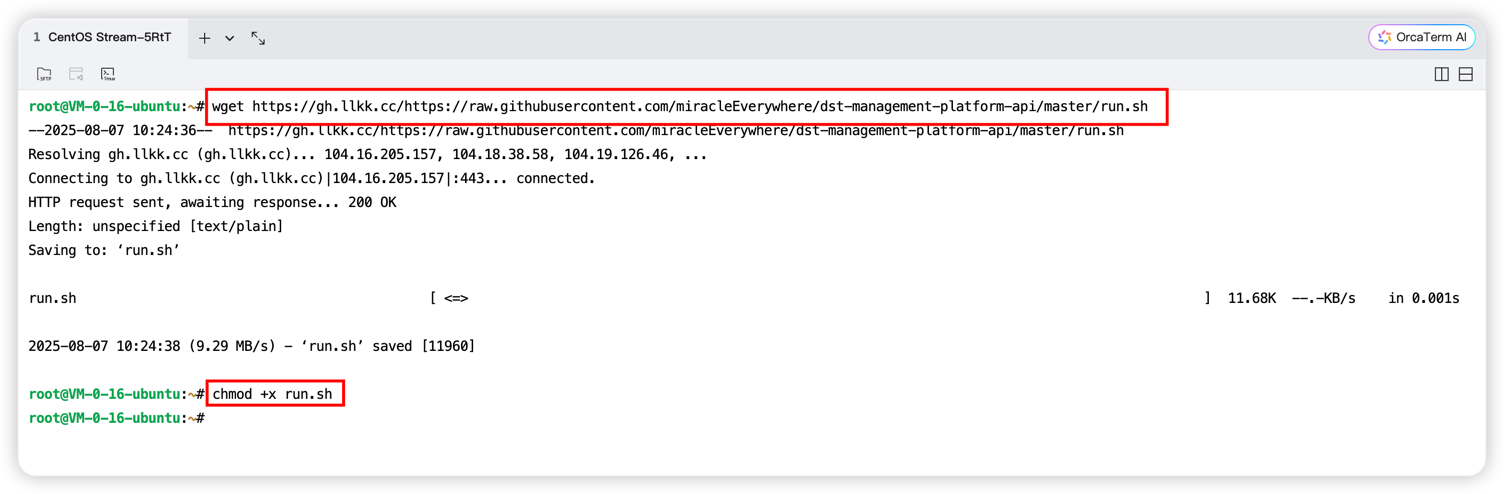 1 CentOS Stream-5RtT
OrcaTerm AI
SFTP
Tmux
root@VM-0-16-ubuntu:~# wget https://gh.llkk.cc/https://raw.githubusercontent.com/miracleEverywhere/dst-management-platform-api/master/run.sh
--2025-08-07 10:24:36--  https://gh.llkk.cc/https://raw.githubusercontent.com/miracleEverywhere/dst-management-platform-api/master/run.sh
Resolving gh.llkk.cc (gh.llkk.cc)... 104.16.205.157, 104.18.38.58, 104.19.126.46, ...
Connecting to gh.llkk.cc (gh.llkk.cc)|104.16.205.157|:443... connected.
HTTP request sent, awaiting response... 200 OK
Length: unspecified [text/plain]
Saving to: ‘run.sh’
run.sh [ <=> ] 11.68K --.-KB/s in 0.001s
2025-08-07 10:24:38 (9.29 MB/s) - ‘run.sh’ saved [11960]
root@VM-0-16-ubuntu:~# chmod +x run.sh
root@VM-0-16-ubuntu:~#